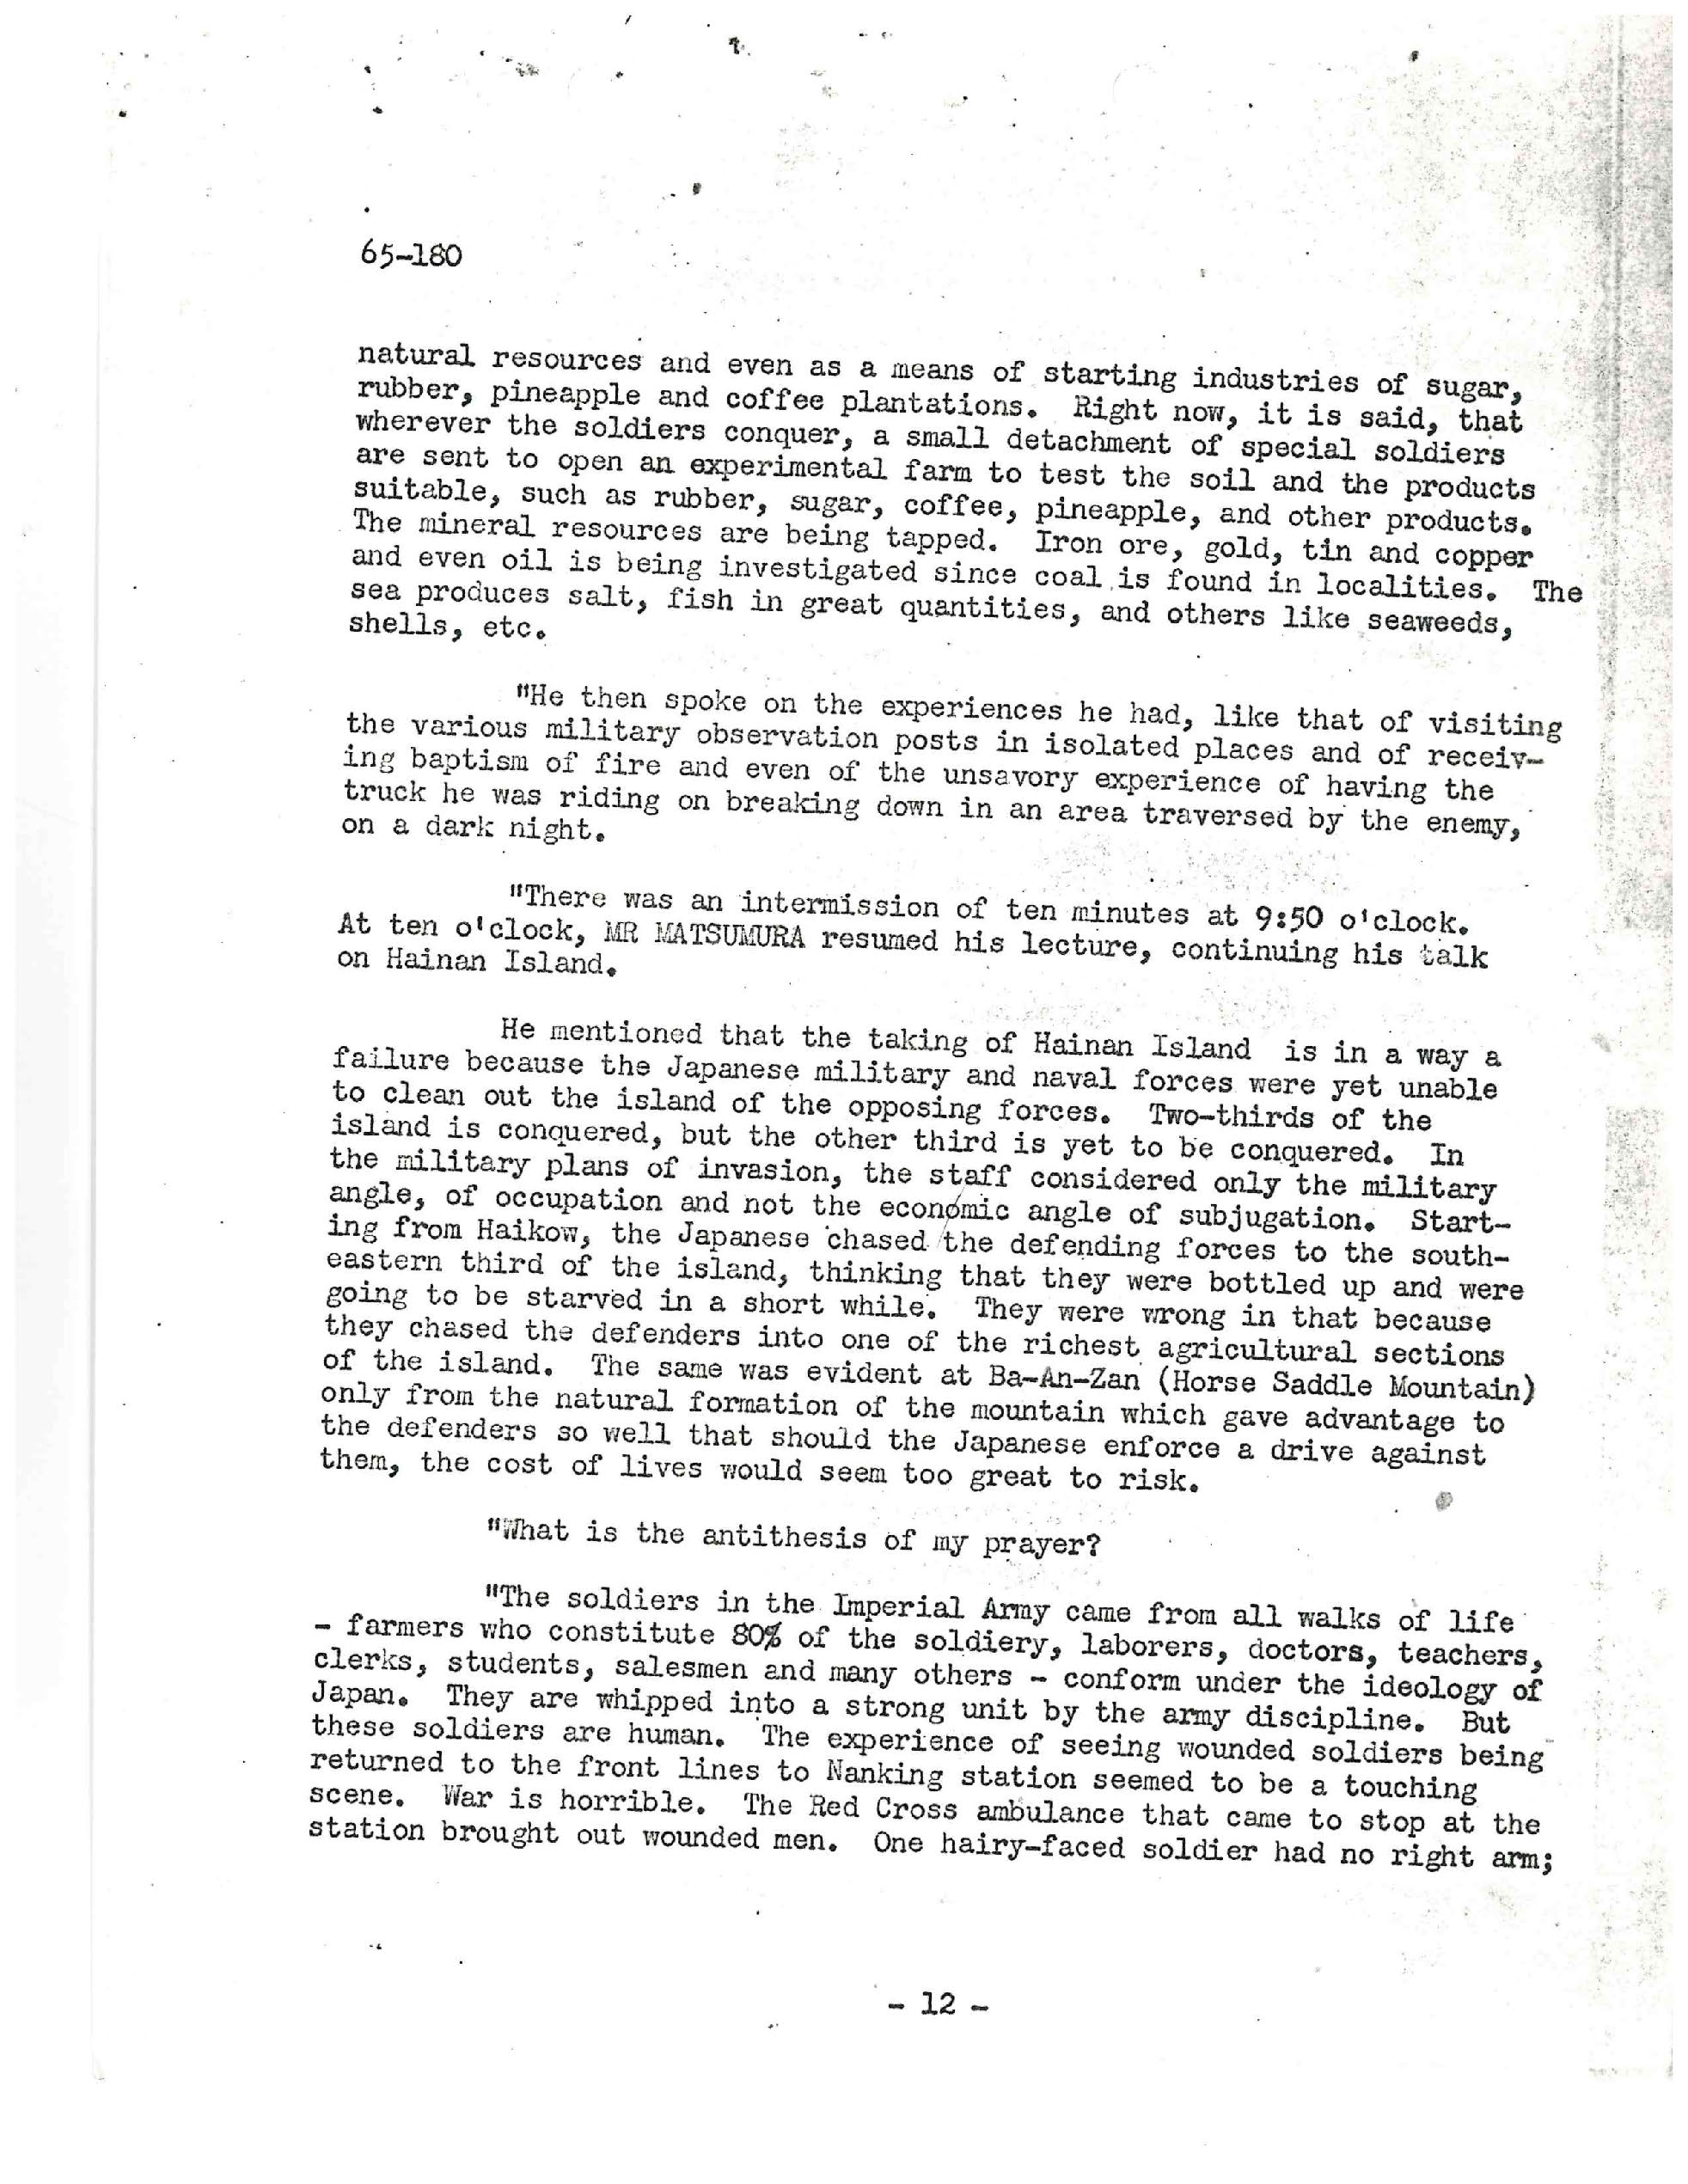 65-180
natural resources and even as a means of starting industries of sugar,
rubber, pineapple and coffee plantations. Right now, it is said, that
wherever the soldiers conquer, a small detachment of special soldiers
are sent to open an experimental farm to test the soil and the products
suitable, such as rubber, sugar, coffee, pineapple, and other products.
The mineral resources are being tapped. Iron ore, gold, tin and copper
and even oil is being investigated since coal is found in localities. The
sea produces salt, fish in great quantities, and others like seaweeds,
shells, etc.
"He then spoke on the experiences he had, like that of visiting
the various military observation posts in isolated places and of receiv-
ing baptism of fire and even of the unsavory experience of having the
truck he was riding on breaking down in an area traversed by the enemy,
on a dark night.
"There was an intermission of ten minutes at 9:50 o'clock.
At ten o'clock, MR MATSUMURA resumed his lecture, continuing his talk
on Hainan Island.
He mentioned that the taking of Hainan Island is in a way a
failure because the Japanese military and naval forces were yet unable
to clean out the island of the opposing forces. Two-thirds of the
island is conquered, but the other third is yet to be conquered. In
the military plans of invasion, the staff considered only the military
angle, of occupation and not the economic angle of subjugation. Start-
ing from Haikow, the Japanese chased the defending forces to the south-
eastern third of the island, thinking that they were bottled up and were
going to be starved in a short while. They were wrong in that because
they chased the defenders into one of the richest agricultural sections
of the island. The same was evident at Ba-An-Zan (Horse Saddle Mountain)
only from the natural formation of the mountain which gave advantage to
the defenders so well that should the Japanese enforce a drive against
them, the cost of lives would seem too great to risk.
"What is the antithesis of my prayer?
"The soldiers in the Imperial Army came from all walks of life
- farmers who constitute 80% of the soldiery, laborers, doctors, teachers,
clerks, students, salesmen and many others - conform under the ideology of
Japan. They are whipped into a strong unit by the army discipline. But
these soldiers are human. The experience of seeing wounded soldiers being
returned to the front lines to Nanking station seemed to be a touching
scene. War is horrible. The Red Cross ambulance that came to stop at the
station brought out wounded men. One hairy-faced soldier had no right arm;
- 12 -